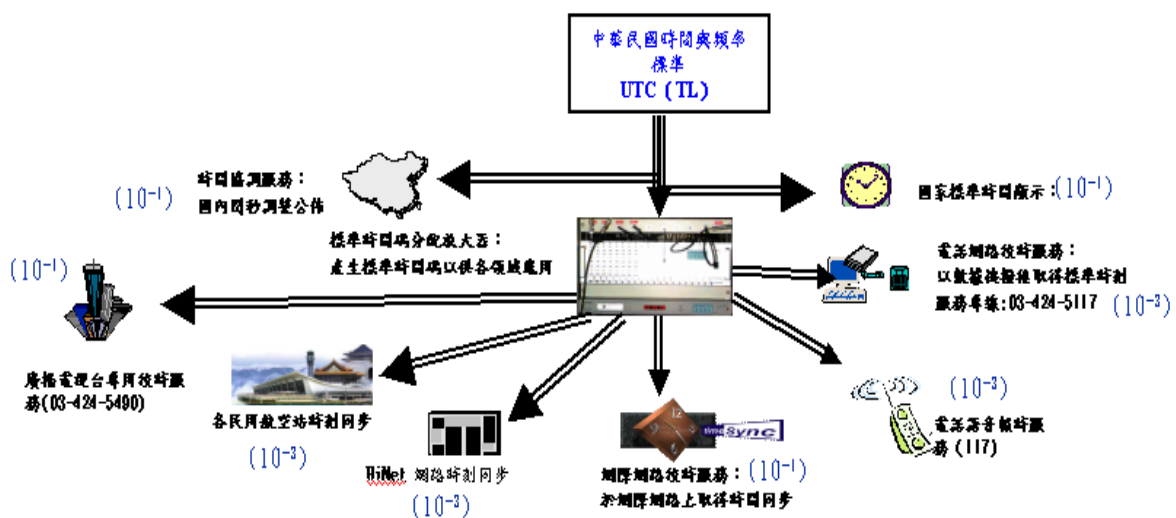 中華民國時間與頻率
標準
UTC (TL)
時間協調服務：
國內閏秒調整公佈
(10⁻¹)
國家標準時間顯示：(10⁻¹)
標準時間碼分配放大器：
產生標準時間碼以供各領域應用
電話網路校時服務：
以數據機撥接取得標準時刻
服務專線:03-424-5117 (10⁻³)
(10⁻¹)
廣播電視台專用校時服
務(03-424-5490)
各民用航空站時刻同步
(10⁻³)
HiNet 網路時刻同步
(10⁻³)
12
9
6
time Sync
網際網路校時服務：(10⁻¹)
於網際網路上取得時間同步
(10⁻³)
電話語音報時服
務(117)